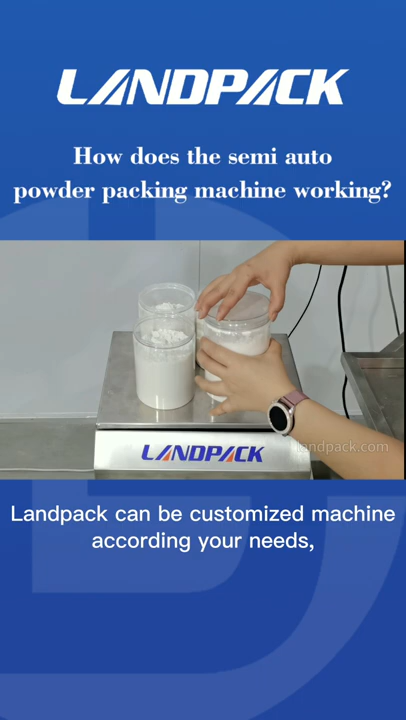 LANDPACK
How does the semi auto
powder packing machine working?
LANDPACK
landpack.com
Landpack can be customized machine
according your needs,